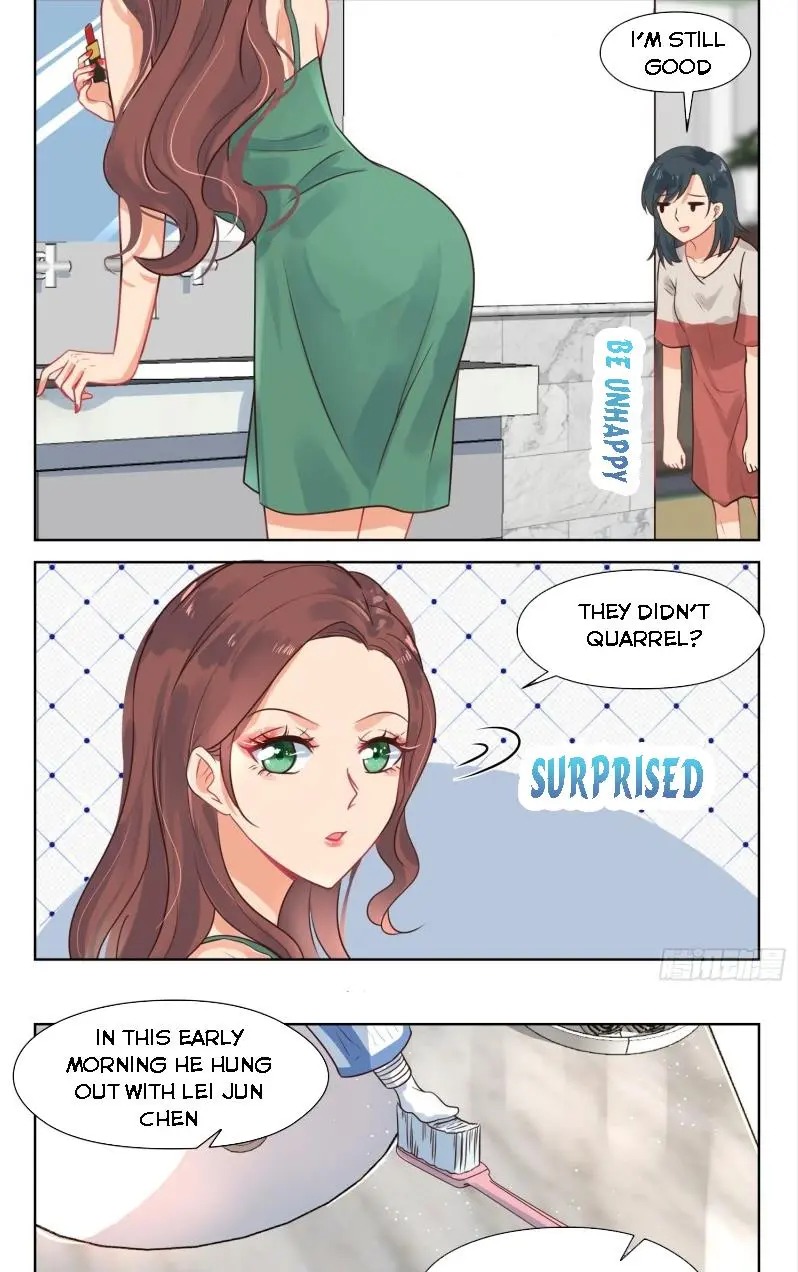 I'M STILL
GOOD
BE UNHAPPY
THEY DIDN'T
QUARREL?
SURPRISED
IN THIS EARLY
MORNING HE HUNG
OUT WITH LEI JUN
CHEN